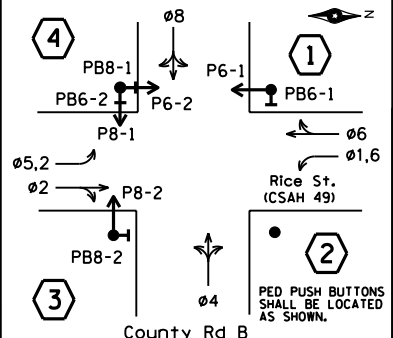 Ø8
N
4
1
PB8-1
P6-1
PB6-2
P6-2
PB6-1
P8-1
Ø6
Ø5,2
Ø1,6
Ø2
P8-2
Rice St.
(CSAH 49)
PB8-2
2
3
Ø4
PED PUSH BUTTONS
SHALL BE LOCATED
AS SHOWN.
County Rd B